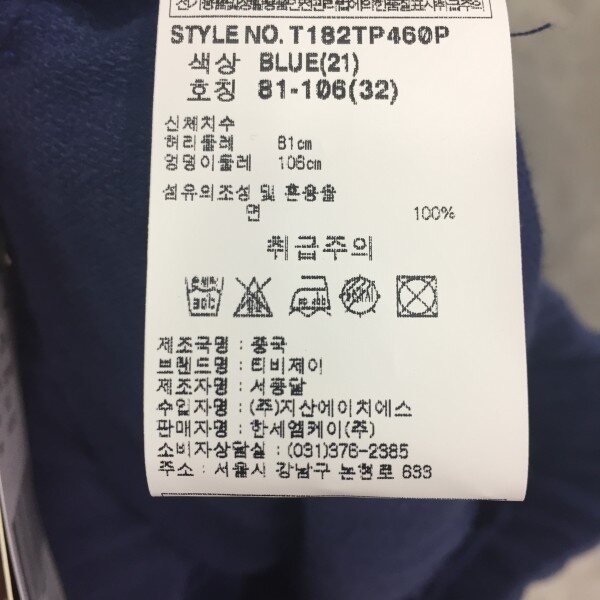 STYLE NO. T182TP460P
색상 BLUE(21)
호칭 81-106(32)
신체치수
허리둘레 81cm
엉덩이둘레 106cm
섬유의조성 및 혼용율
면 100%
취급주의
제조국명 : 중국
브랜드명 : 티비제이
제조자명 : 서풍달
수입자명 : (주)지산에이치에스
판매자명 : 한세엠케이(주)
소비자상담실 : (031)376-2385
주소 : 서울시 강남구 논현로 633